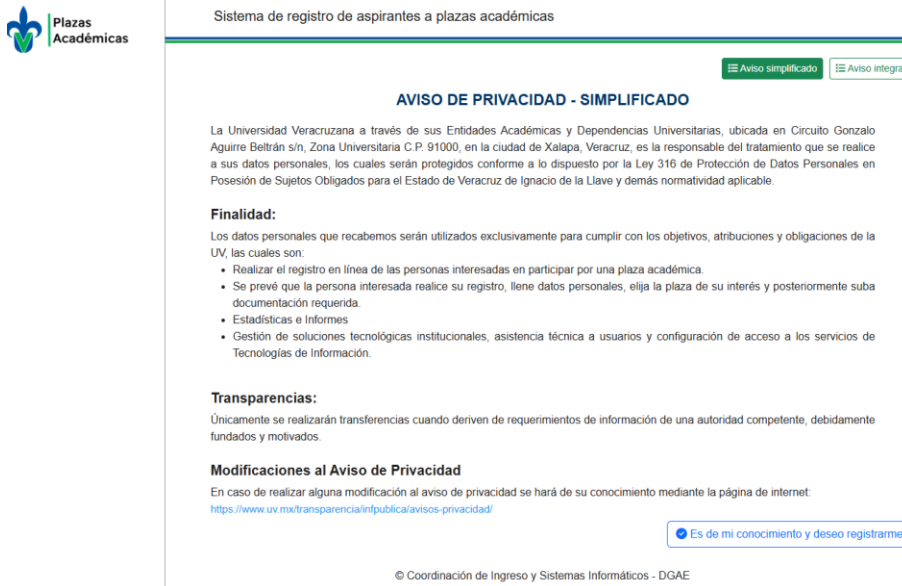 Plazas
Académicas
Sistema de registro de aspirantes a plazas académicas
Aviso simplificado
Aviso integra
AVISO DE PRIVACIDAD - SIMPLIFICADO
La Universidad Veracruzana a través de sus Entidades Académicas y Dependencias Universitarias, ubicada en Circuito Gonzalo
Aguirre Beltrán s/n, Zona Universitaria C.P. 91000, en la ciudad de Xalapa, Veracruz, es la responsable del tratamiento que se realice
a sus datos personales, los cuales serán protegidos conforme a lo dispuesto por la Ley 316 de Protección de Datos Personales en
Posesión de Sujetos Obligados para el Estado de Veracruz de Ignacio de la Llave y demás normatividad aplicable.
Finalidad:
Los datos personales que recabemos serán utilizados exclusivamente para cumplir con los objetivos, atribuciones y obligaciones de la
UV, las cuales son:
• Realizar el registro en línea de las personas interesadas en participar por una plaza académica.
• Se prevé que la persona interesada realice su registro, llene datos personales, elija la plaza de su interés y posteriormente suba
documentación requerida.
• Estadísticas e Informes
• Gestión de soluciones tecnológicas institucionales, asistencia técnica a usuarios y configuración de acceso a los servicios de
Tecnologías de Información.
Transparencias:
Únicamente se realizarán transferencias cuando deriven de requerimientos de información de una autoridad competente, debidamente
fundados y motivados.
Modificaciones al Aviso de Privacidad
En caso de realizar alguna modificación al aviso de privacidad se hará de su conocimiento mediante la página de internet:
https://www.uv.mx/transparencia/infpublica/avisos-privacidad/
Es de mi conocimiento y deseo registrarme
© Coordinación de Ingreso y Sistemas Informáticos - DGAE